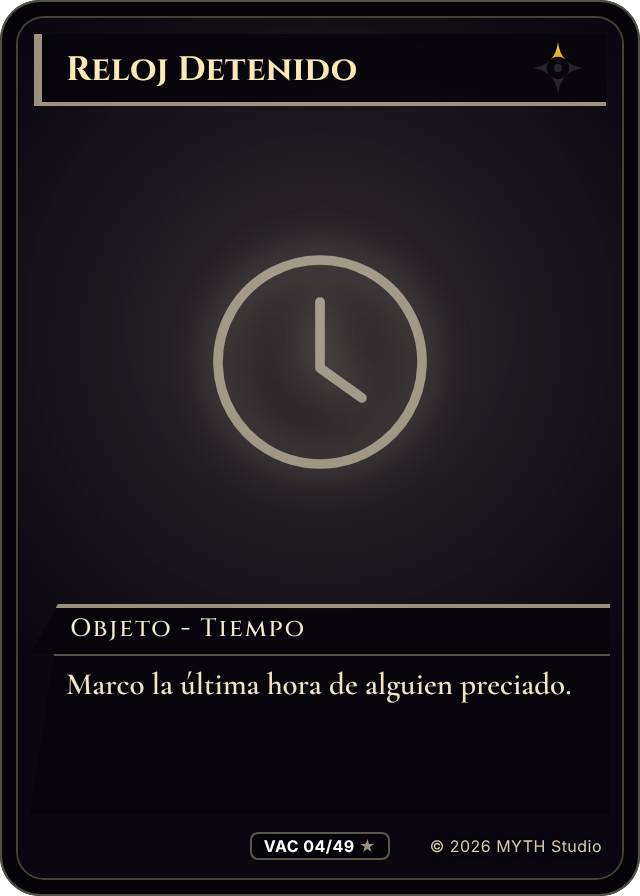 Reloj Detenido
Objeto - Tiempo
Marco la última hora de alguien preciado.
VAC 04/49 ★
© 2026 MYTH Studio